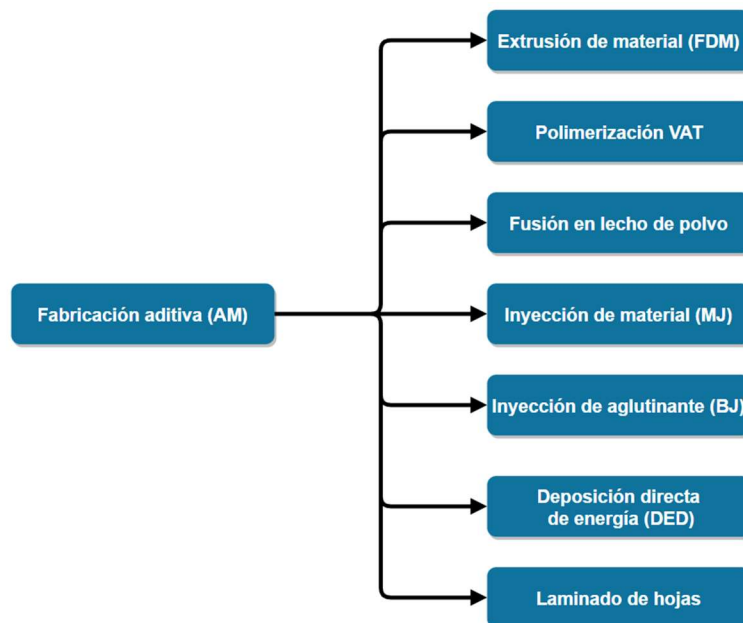 Extrusión de material (FDM)
Polimerización VAT
Fusión en lecho de polvo
Fabricación aditiva (AM)
Inyección de material (MJ)
Inyección de aglutinante (BJ)
Deposición directa
de energía (DED)
Laminado de hojas